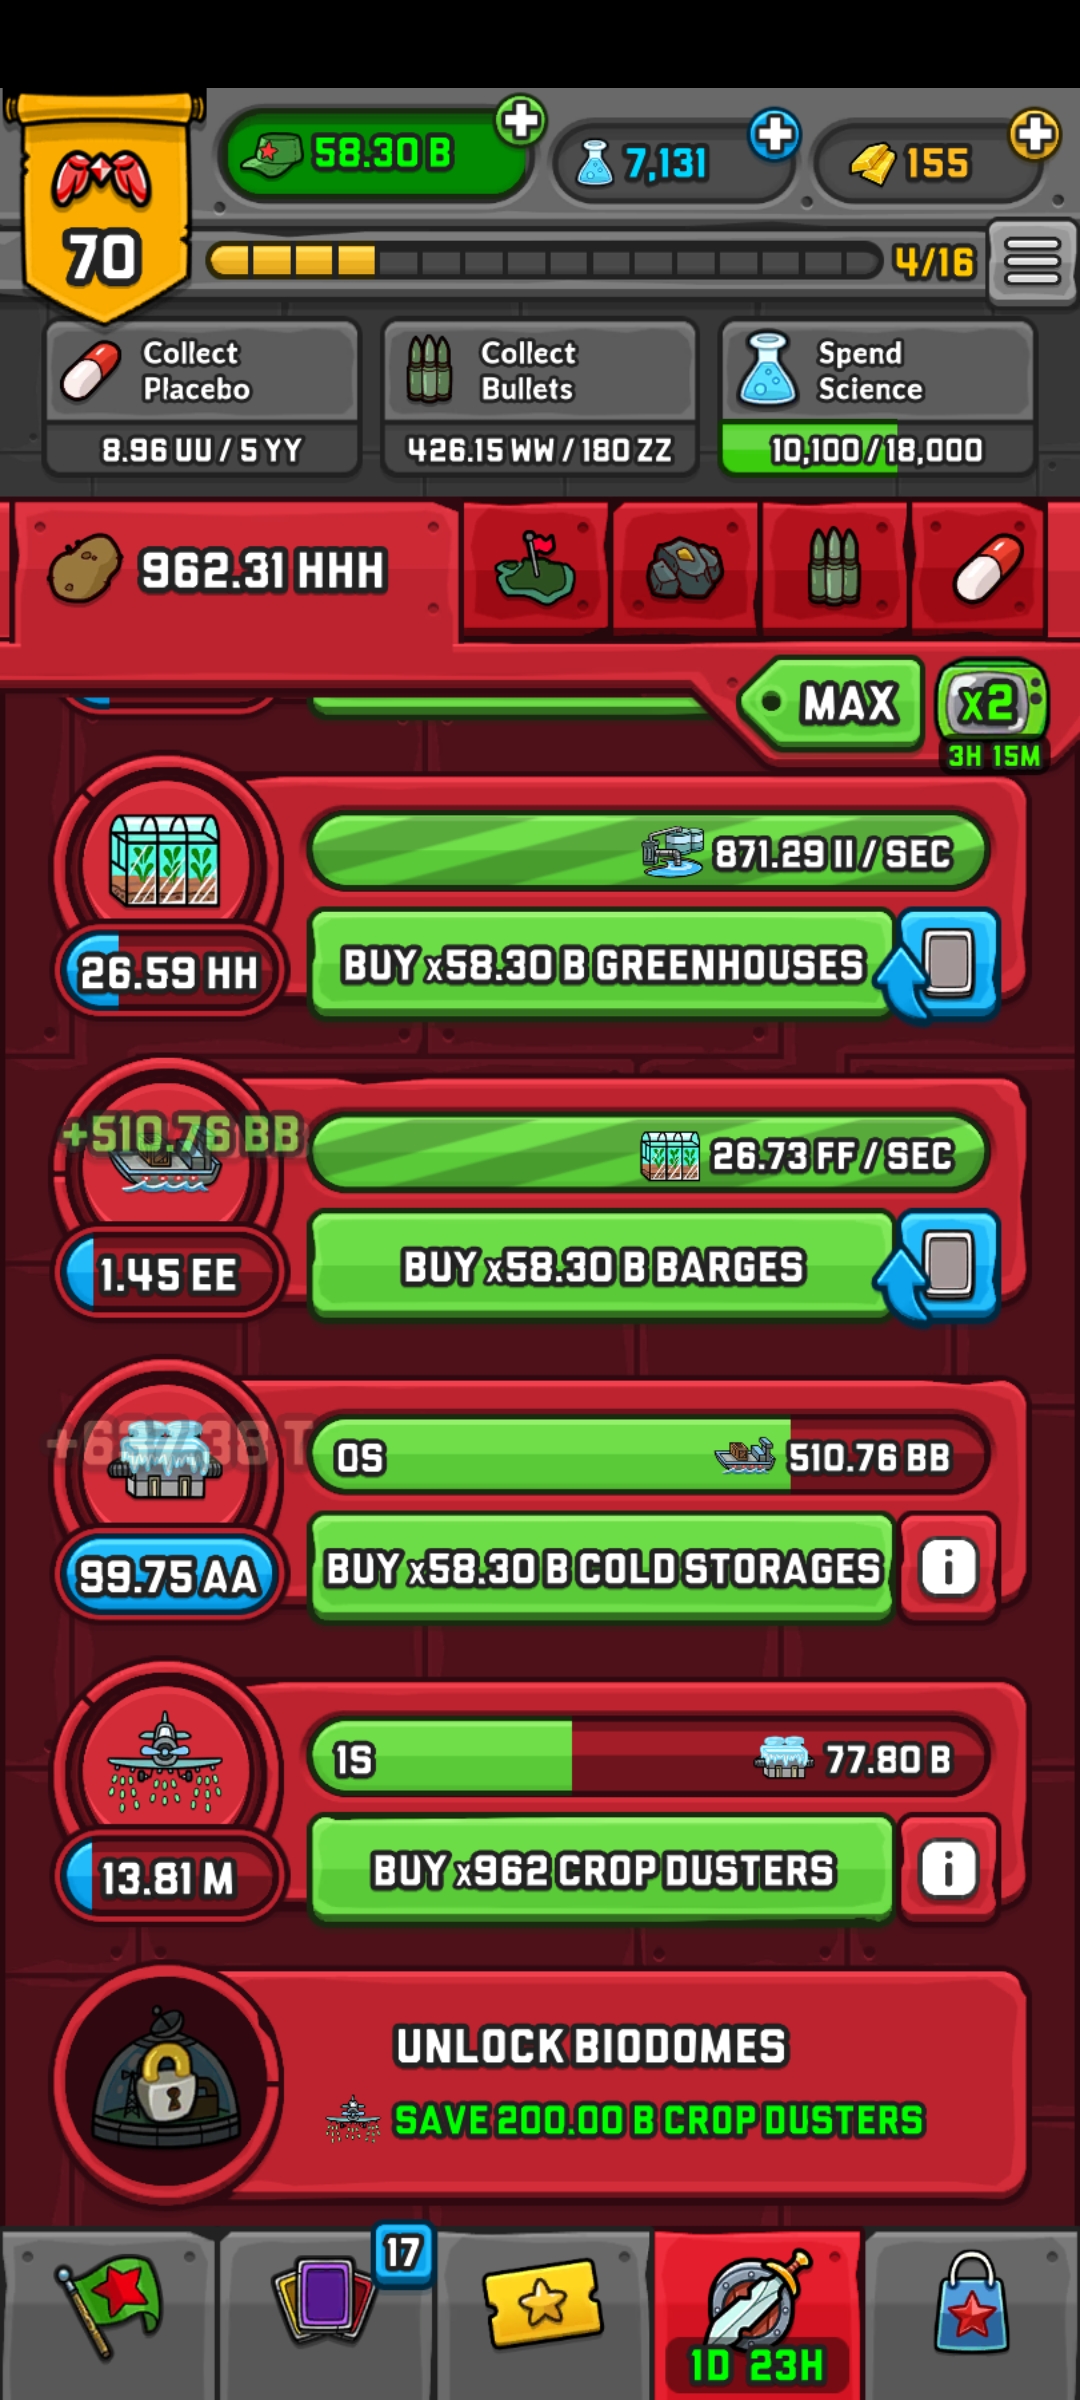 58.30 B
7,131
155
70
4/16
Collect
Placebo
8.96 UU / 5 YY
Collect
Bullets
426.15 WW / 180 ZZ
Spend
Science
10,100 / 18,000
962.31 HHH
MAX
x2
3H 15M
871.29 II / SEC
26.59 HH
BUY x58.30 B GREENHOUSES
+510.76 BB
26.73 FF / SEC
1.45 EE
BUY x58.30 B BARGES
+637.38 T
0S
510.76 BB
99.75 AA
BUY x58.30 B COLD STORAGES
i
1S
77.80 B
13.81 M
BUY x962 CROP DUSTERS
i
UNLOCK BIODOMES
SAVE 200.00 B CROP DUSTERS
17
1D 23H